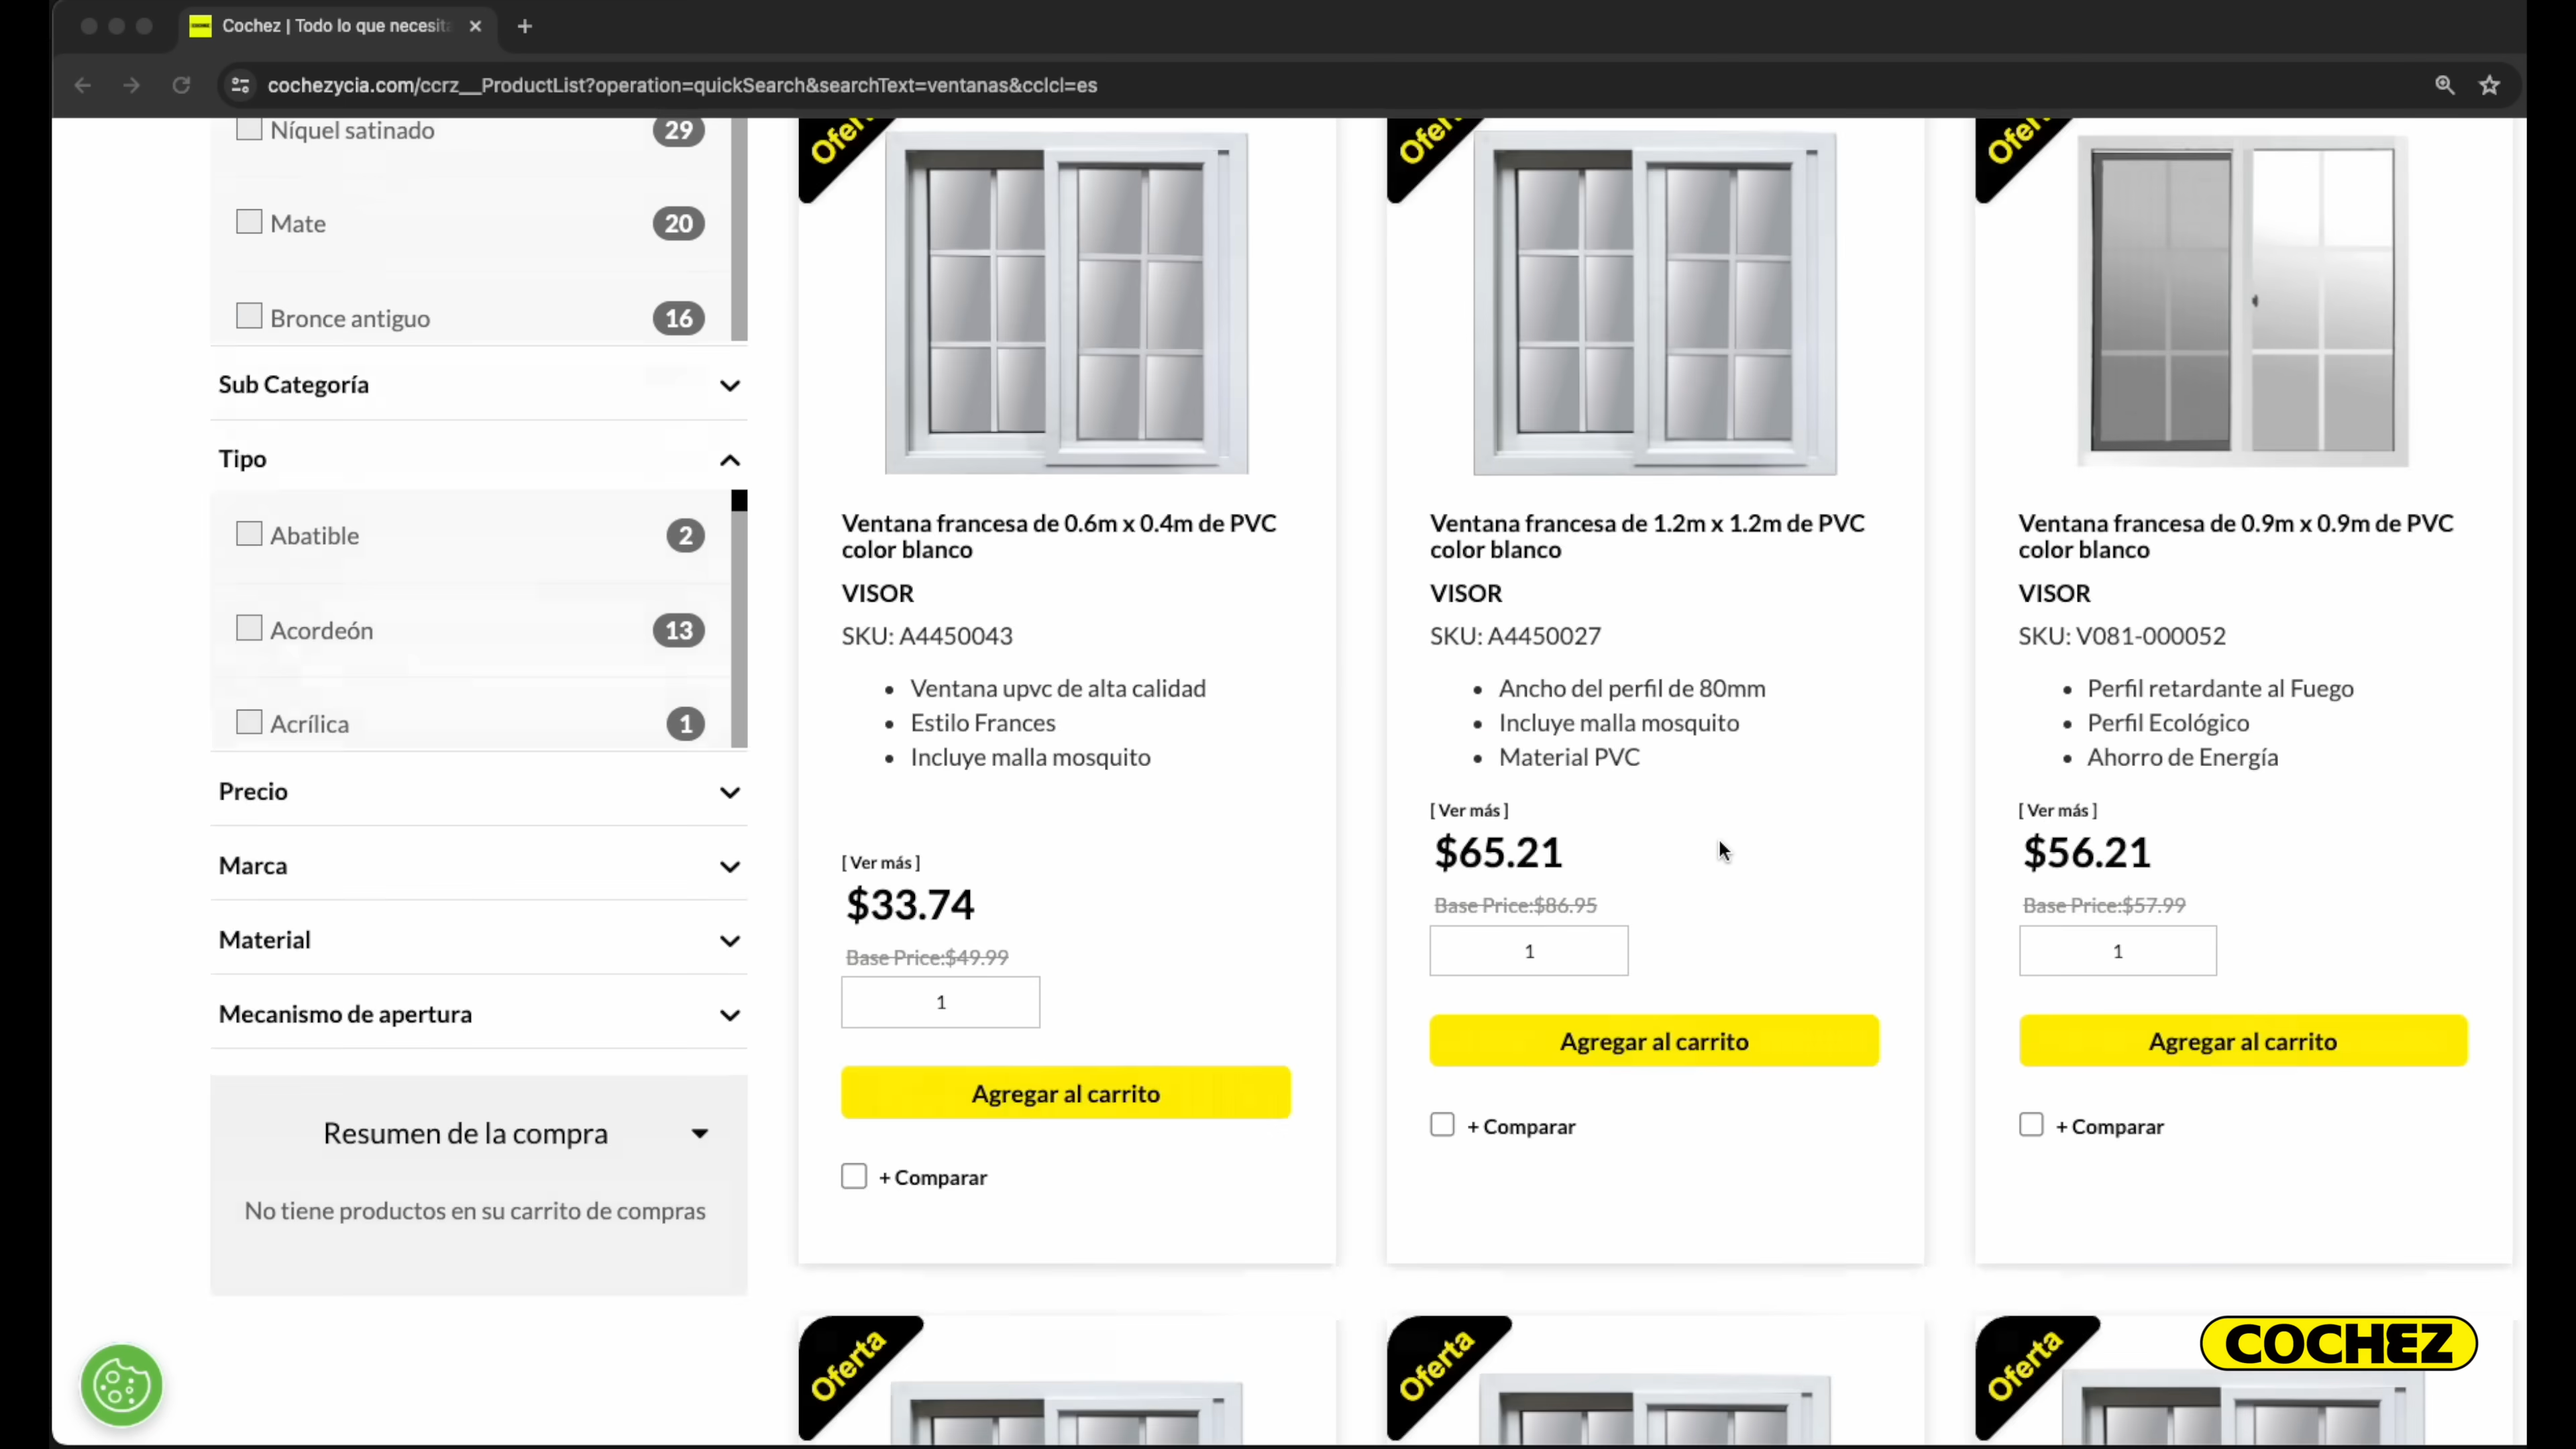 Cochez | Todo lo que necesita
cochezycia.com/ccrz__ProductList?operation=quickSearch&searchText=ventanas&cclcl=es
Níquel satinado 29
Mate 20
Bronce antiguo 16
Sub Categoría
Tipo
Abatible 2
Acordeón 13
Acrílica 1
Precio
Marca
Material
Mecanismo de apertura
Resumen de la compra
No tiene productos en su carrito de compras
Ofert
Ventana francesa de 0.6m x 0.4m de PVC
color blanco
VISOR
SKU: A4450043
• Ventana upvc de alta calidad
• Estilo Frances
• Incluye malla mosquito
[ Ver más ]
$33.74
Base Price:$49.99
1
Agregar al carrito
+ Comparar
Ofert
Ventana francesa de 1.2m x 1.2m de PVC
color blanco
VISOR
SKU: A4450027
• Ancho del perfil de 80mm
• Incluye malla mosquito
• Material PVC
[ Ver más ]
$65.21
Base Price:$86.95
1
Agregar al carrito
+ Comparar
Ofert
Ventana francesa de 0.9m x 0.9m de PVC
color blanco
VISOR
SKU: V081-000052
• Perfil retardante al Fuego
• Perfil Ecológico
• Ahorro de Energía
[ Ver más ]
$56.21
Base Price:$57.99
1
Agregar al carrito
+ Comparar
Oferta
Oferta
Oferta
COCHEZ